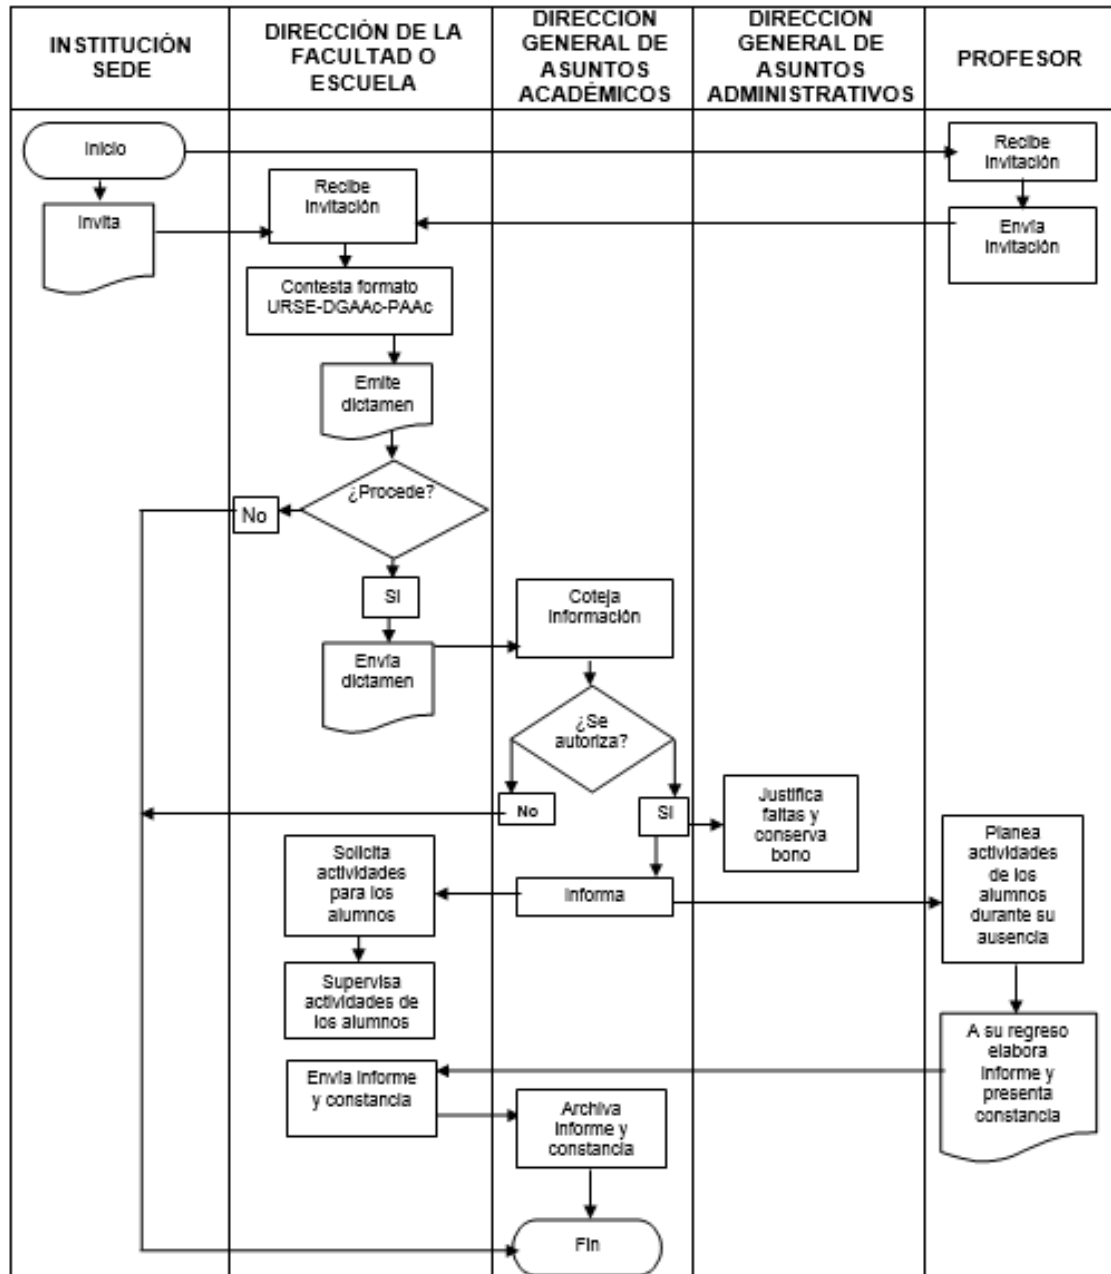 INSTITUCIÓN
SEDE
DIRECCIÓN DE LA
FACULTAD O
ESCUELA
DIRECCION
GENERAL DE
ASUNTOS
ACADÉMICOS
DIRECCION
GENERAL DE
ASUNTOS
ADMINISTRATIVOS
PROFESOR
Inicio
Recibe
Invitación
Invita
Recibe
Invitación
Envía
Invitación
Contesta formato
URSE-DGAAc-PAAc
Emite
dictamen
¿Procede?
No
SI
Coteja
Información
Envía
dictamen
¿Se
autoriza?
No
SI
Justifica
faltas y
conserva
bono
Planea
actividades
de los
alumnos
durante su
ausencia
Solicita
actividades
para los
alumnos
Informa
Supervisa
actividades de
los alumnos
A su regreso
elabora
Informe y
presenta
constancia
Envía Informe
y constancia
Archiva
Informe y
constancia
Fin